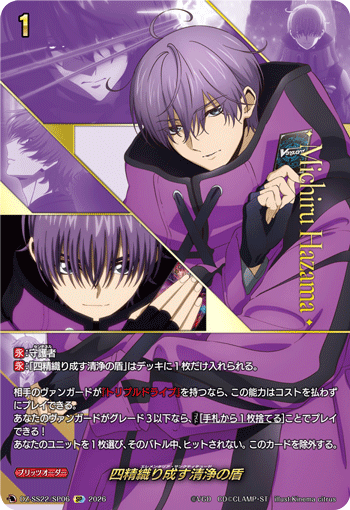 1
V VANGUARD
Michiru Hazama
永:守護者
永:「四精織り成す清浄の盾」はデッキに1枚だけ入れられる。
相手のヴァンガードが『トリプルドライブ』を持つなら、この能力はコストを払わず
にプレイできる。
あなたのヴァンガードがグレード3以下なら、[手札から1枚捨てる]ことでプレイ
できる!
あなたのユニットを1枚選び、そのバトル中、ヒットされない。このカードを除外する。
ブリッツオーダー
四精織り成す清浄の盾
DZ-SS22-SP06 2026
©VGD CD©CLAMP・ST illust.Kinema citrus